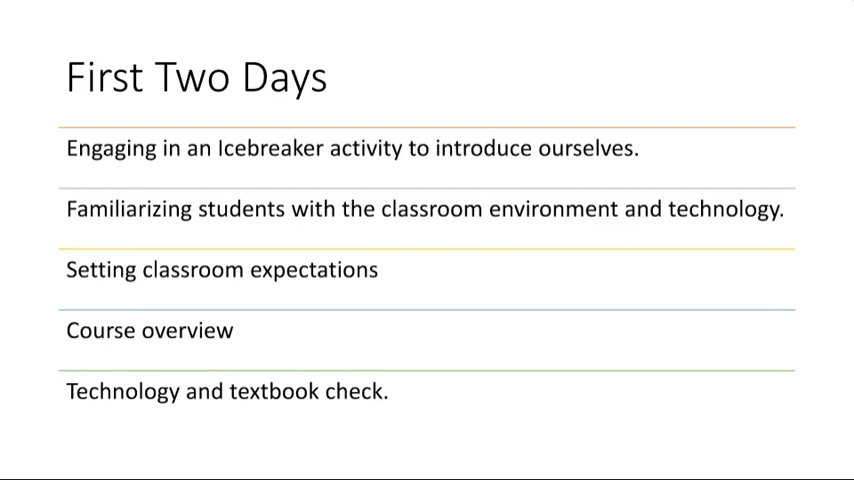 First Two Days
Engaging in an Icebreaker activity to introduce ourselves.
Familiarizing students with the classroom environment and technology.
Setting classroom expectations
Course overview
Technology and textbook check.